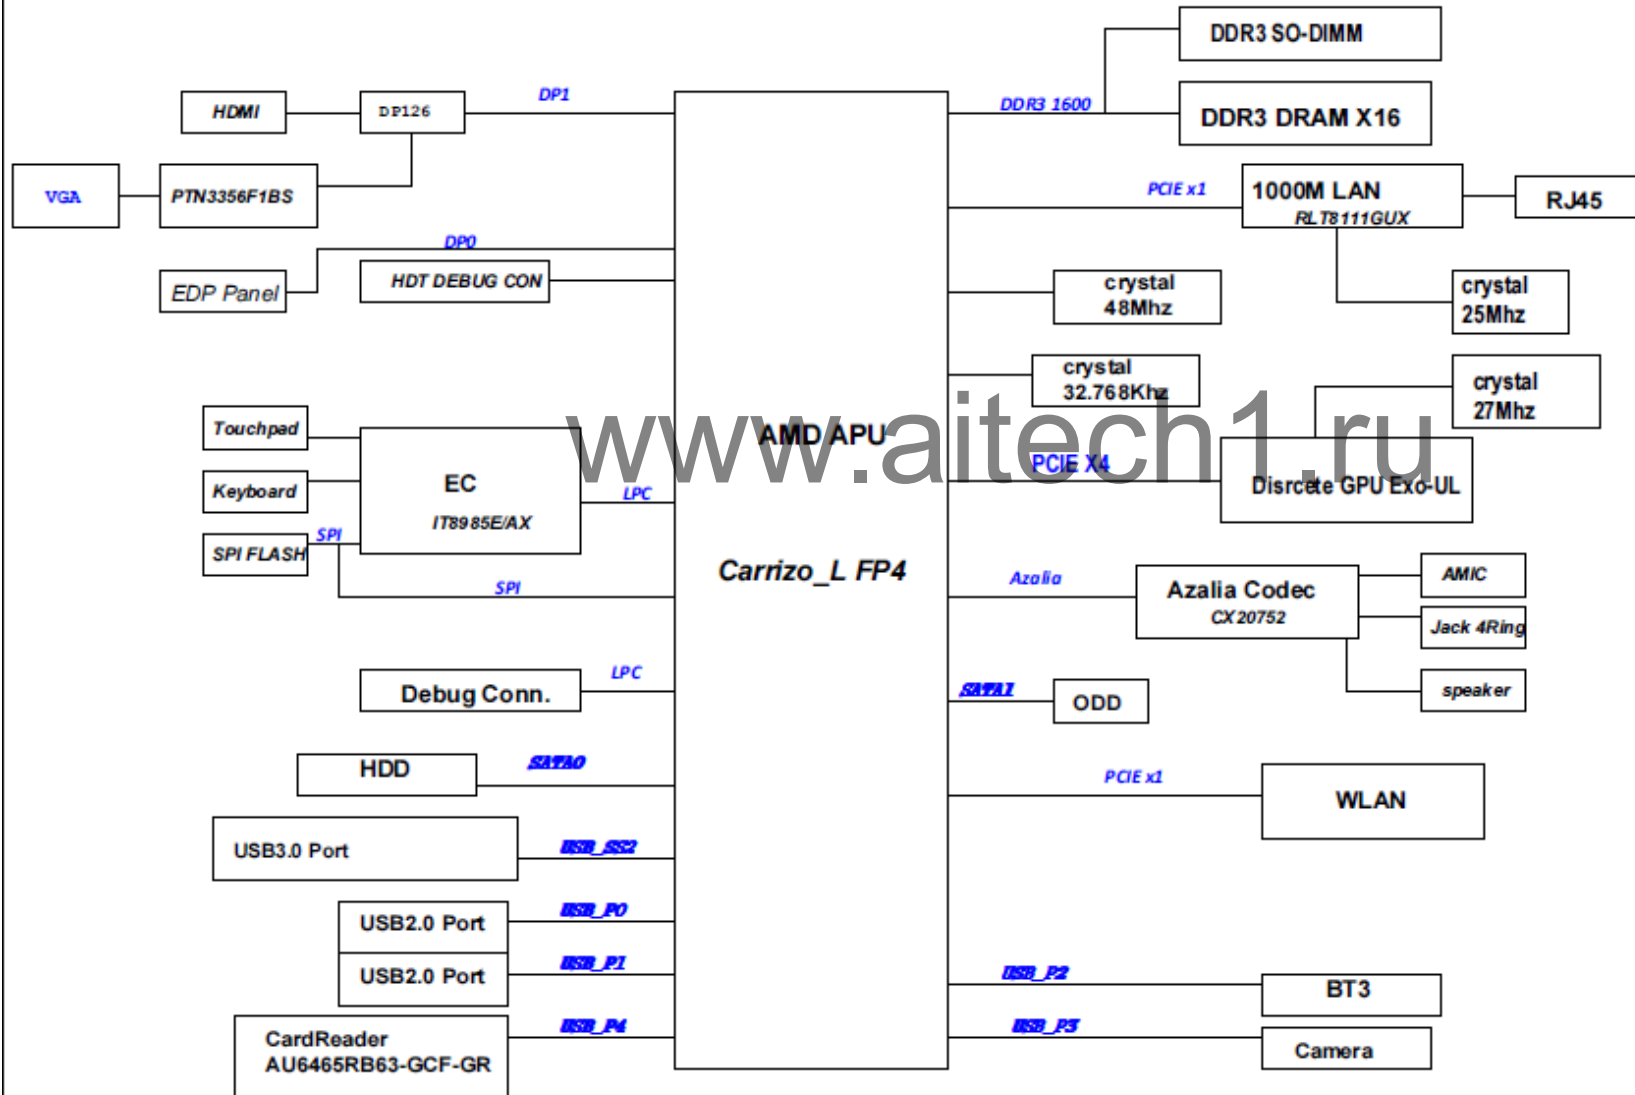 DDR3 SO-DIMM
DP1
HDMI
DP126
DDR3 1600
DDR3 DRAM X16
VGA
PTN3356F1BS
PCIE x1
1000M LAN
RLT8111GUX
RJ45
DP0
EDP Panel
HDT DEBUG CON
crystal
48Mhz
crystal
25Mhz
crystal
32.768Khz
crystal
27Mhz
www.aitech1.ru
Touchpad
Keyboard
SPI FLASH
SPI
EC
IT8985E/AX
LPC
SPI
AMD APU
Carrizo_L FP4
PCIE X4
Disrcete GPU Exo-UL
Azalia
Azalia Codec
CX20752
AMIC
Jack 4Ring
speaker
Debug Conn.
LPC
SATA1
ODD
HDD
SATA0
PCIE x1
WLAN
USB3.0 Port
USB_SS2
USB2.0 Port
USB_P0
USB2.0 Port
USB_P1
USB_P2
BT3
CardReader
AU6465RB63-GCF-GR
USB_P4
USB_P3
Camera